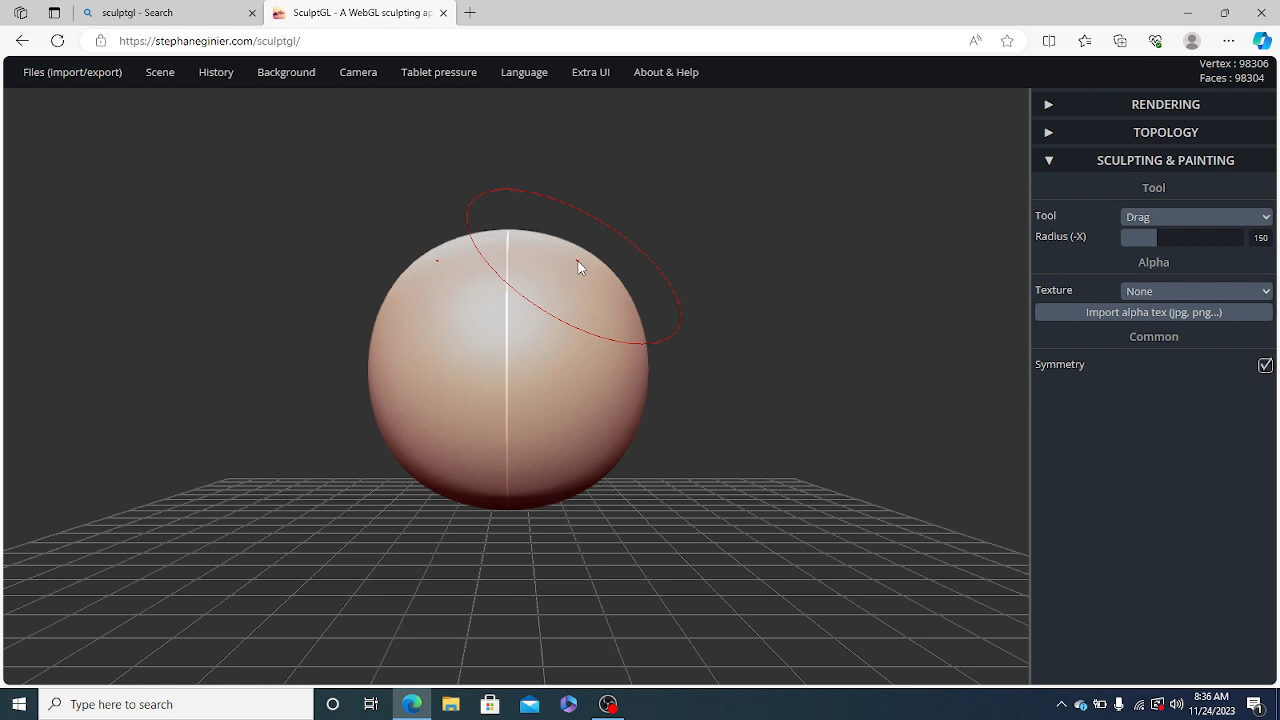 sculptgl - Search
SculptGL - A WebGL sculpting ap
https://stephaneginier.com/sculptgl/
Files (import/export) Scene History Background Camera Tablet pressure Language Extra UI About & Help
Vertex : 98306
Faces : 98304
RENDERING
TOPOLOGY
SCULPTING & PAINTING
Tool
Tool Drag
Radius (-X) 150
Alpha
Texture None
Import alpha tex (jpg, png...)
Common
Symmetry
Type here to search
8:36 AM
11/24/2023